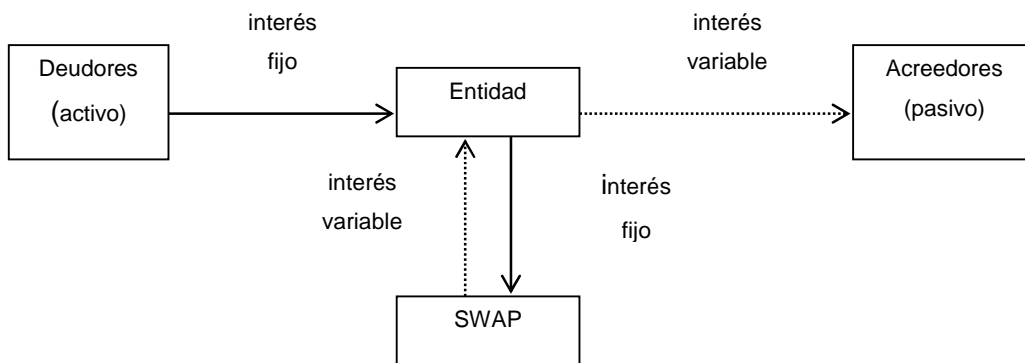 interés
fijo
interés
variable
Deudores
(activo)
Entidad
Acreedores
(pasivo)
interés
variable
interés
fijo
SWAP